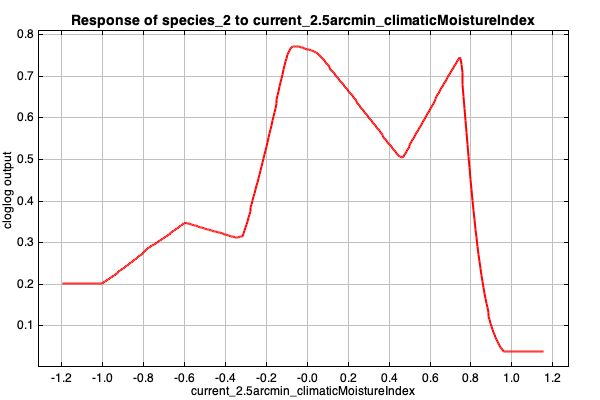 Response of species_2 to current_2.5arcmin_climaticMoistureIndex
0.8
0.7
0.6
0.5
0.4
0.3
0.2
0.1
cloglog output
-1.2 -1.0 -0.8 -0.6 -0.4 -0.2 -0.0 0.2 0.4 0.6 0.8 1.0 1.2
current_2.5arcmin_climaticMoistureIndex